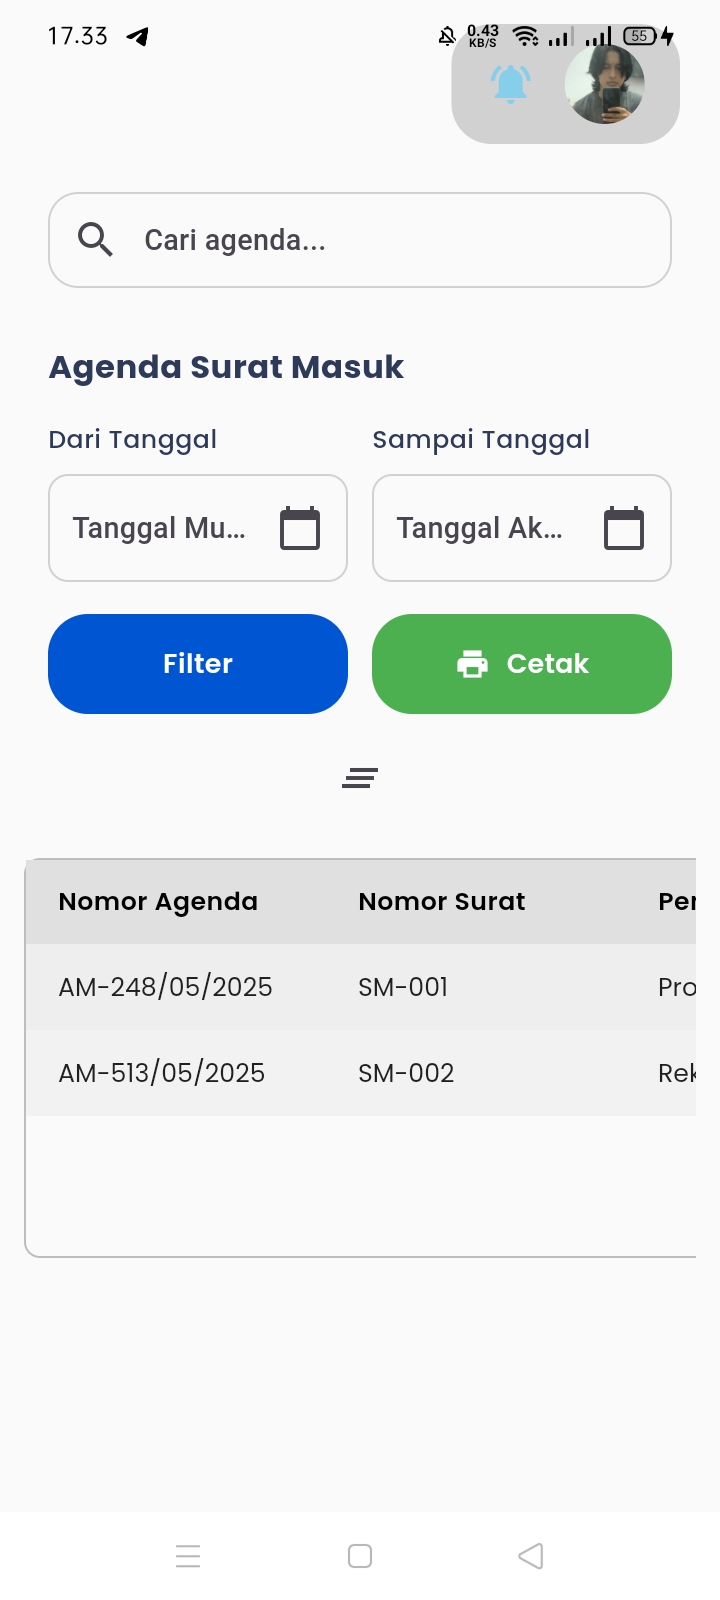 17.33 0.43 KB/S 55
Cari agenda...
Agenda Surat Masuk
Dari Tanggal Sampai Tanggal
Tanggal Mu... Tanggal Ak...
Filter Cetak
Nomor Agenda Nomor Surat Per
AM-248/05/2025 SM-001 Pro
AM-513/05/2025 SM-002 Rek